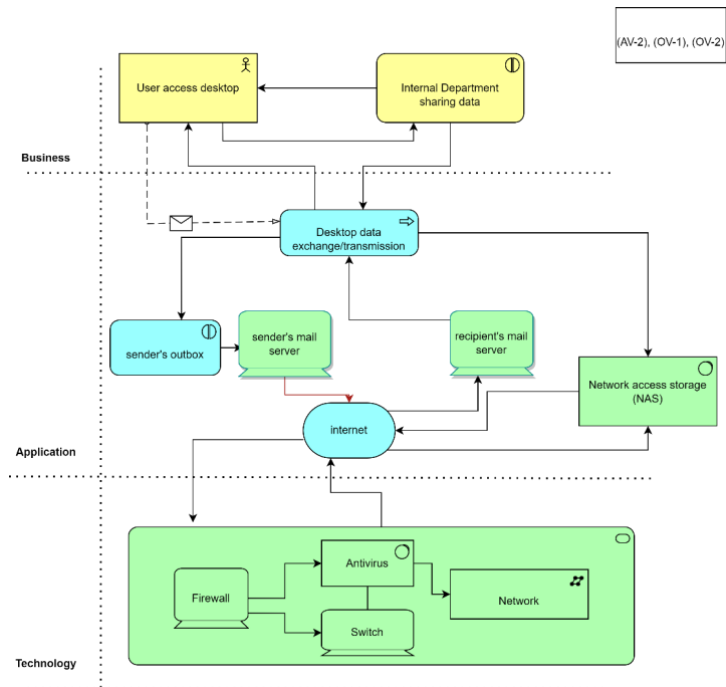 (AV-2), (OV-1), (OV-2)
User access desktop
Internal Department
sharing data
Business
Desktop data
exchange/transmission
sender's outbox
sender's mail
server
recipient's mail
server
Network access storage
(NAS)
internet
Application
Antivirus
Firewall
Network
Switch
Technology